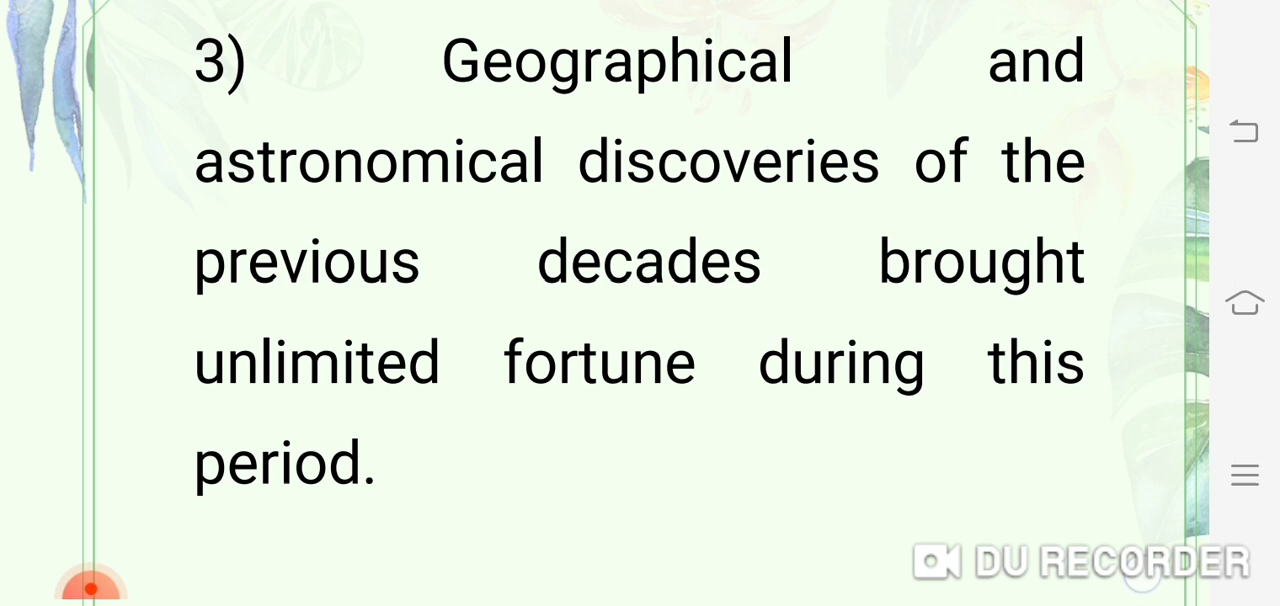 3) Geographical and
astronomical discoveries of the
previous decades brought
unlimited fortune during this
period.
DU RECORDER